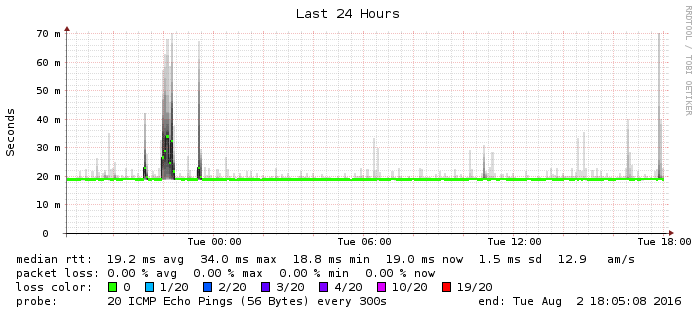 Last 24 Hours
RRDTOOL / TOBI OETIKER
Seconds
70 m
60 m
50 m
40 m
30 m
20 m
10 m
0 m
Tue 00:00 Tue 06:00 Tue 12:00 Tue 18:00
median rtt: 19.2 ms avg 34.0 ms max 18.8 ms min 19.0 ms now 1.5 ms sd 12.9 am/s
packet loss: 0.00 % avg 0.00 % max 0.00 % min 0.00 % now
loss color: 0 1/20 2/20 3/20 4/20 10/20 19/20
probe: 20 ICMP Echo Pings (56 Bytes) every 300s end: Tue Aug 2 18:05:08 2016